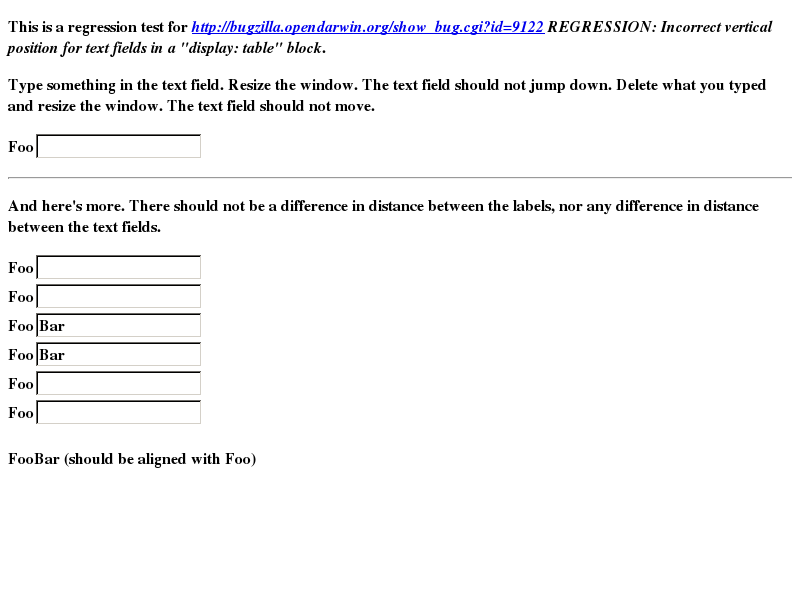 This is a regression test for http://bugzilla.opendarwin.org/show_bug.cgi?id=9122 REGRESSION: Incorrect vertical
position for text fields in a "display: table" block.
Type something in the text field. Resize the window. The text field should not jump down. Delete what you typed
and resize the window. The text field should not move.
Foo
And here's more. There should not be a difference in distance between the labels, nor any difference in distance
between the text fields.
Foo
Foo
Foo Bar
Foo Bar
Foo
Foo
FooBar (should be aligned with Foo)